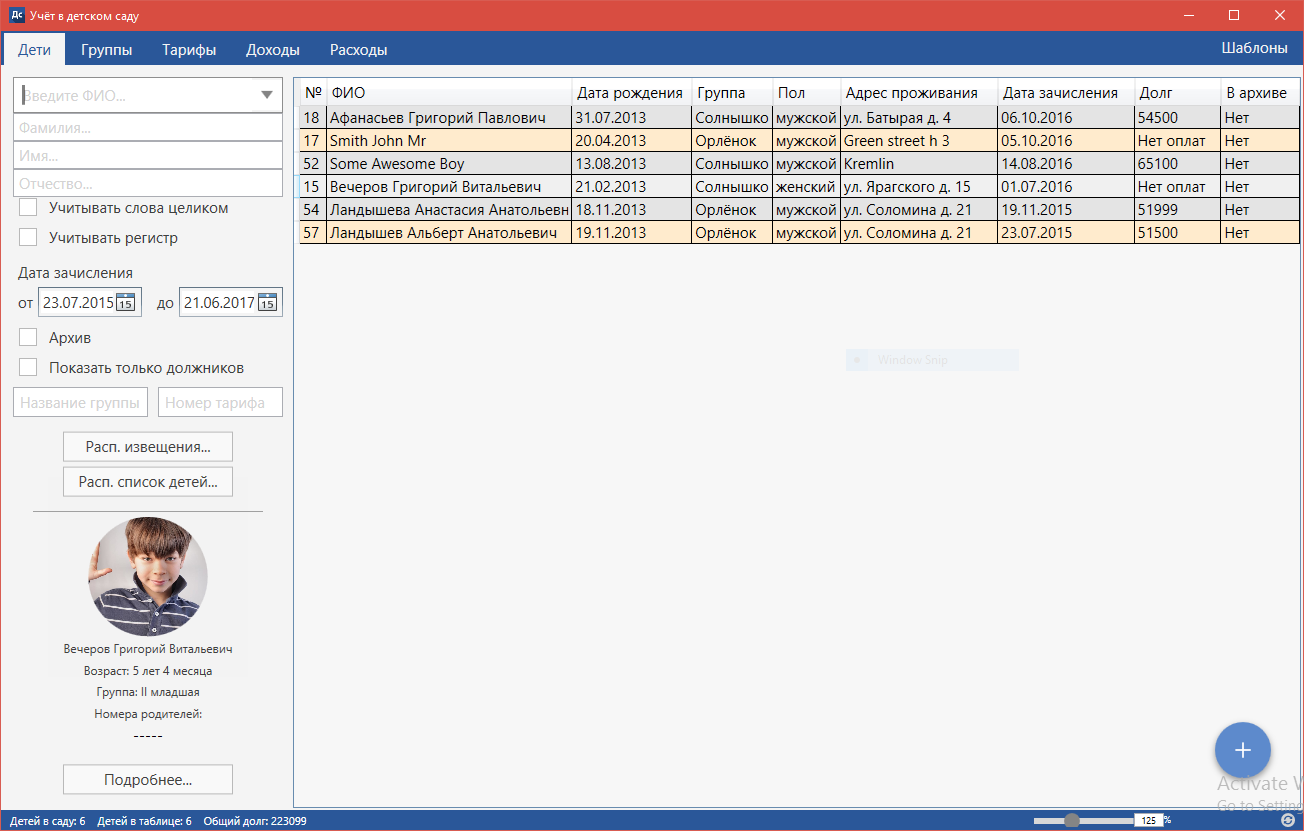 Дс Учёт в детском саду
Дети Группы Тарифы Доходы Расходы Шаблоны
Введите ФИО...
Фамилия...
Имя...
Отчество...
Учитывать слова целиком
Учитывать регистр
Дата зачисления
от 23.07.2015 15 до 21.06.2017 15
Архив
Показать только должников
Название группы Номер тарифа
Расп. извещения...
Расп. список детей...
Вечеров Григорий Витальевич
Возраст: 5 лет 4 месяца
Группа: II младшая
Номера родителей:
-----
Подробнее...
№ ФИО Дата рождения Группа Пол Адрес проживания Дата зачисления Долг В архиве
18 Афанасьев Григорий Павлович 31.07.2013 Солнышко мужской ул. Батырая д. 4 06.10.2016 54500 Нет
17 Smith John Mr 20.04.2013 Орлёнок мужской Green street h 3 05.10.2016 Нет оплат Нет
52 Some Awesome Boy 13.08.2013 Солнышко мужской Kremlin 14.08.2016 65100 Нет
15 Вечеров Григорий Витальевич 21.02.2013 Солнышко женский ул. Ярагского д. 15 01.07.2016 Нет оплат Нет
54 Ландышева Анастасия Анатольевн 18.11.2013 Орлёнок мужской ул. Соломина д. 21 19.11.2015 51999 Нет
57 Ландышев Альберт Анатольевич 19.11.2013 Орлёнок мужской ул. Соломина д. 21 23.07.2015 51500 Нет
Window Snip
+
Activate W
Go to Setting
Детей в саду: 6 Детей в таблице: 6 Общий долг: 223099 125 %